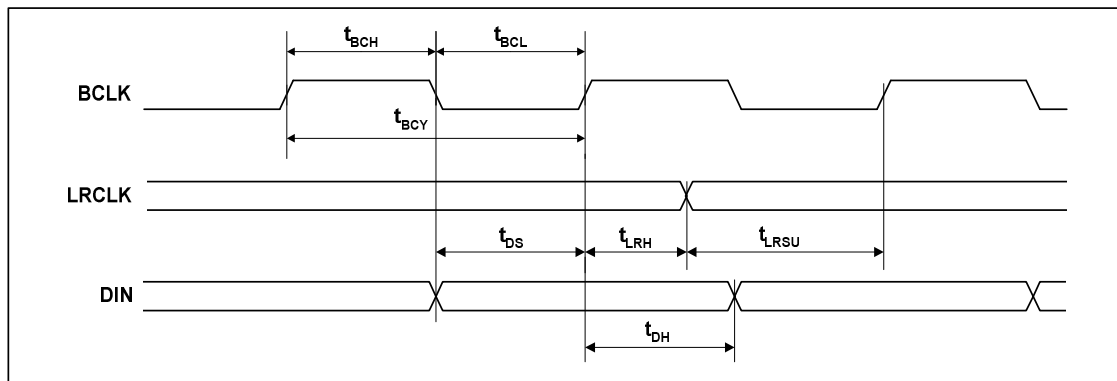 tBCH tBCL
BCLK
tBCY
LRCLK
tDS tLRH tLRSU
DIN
tDH